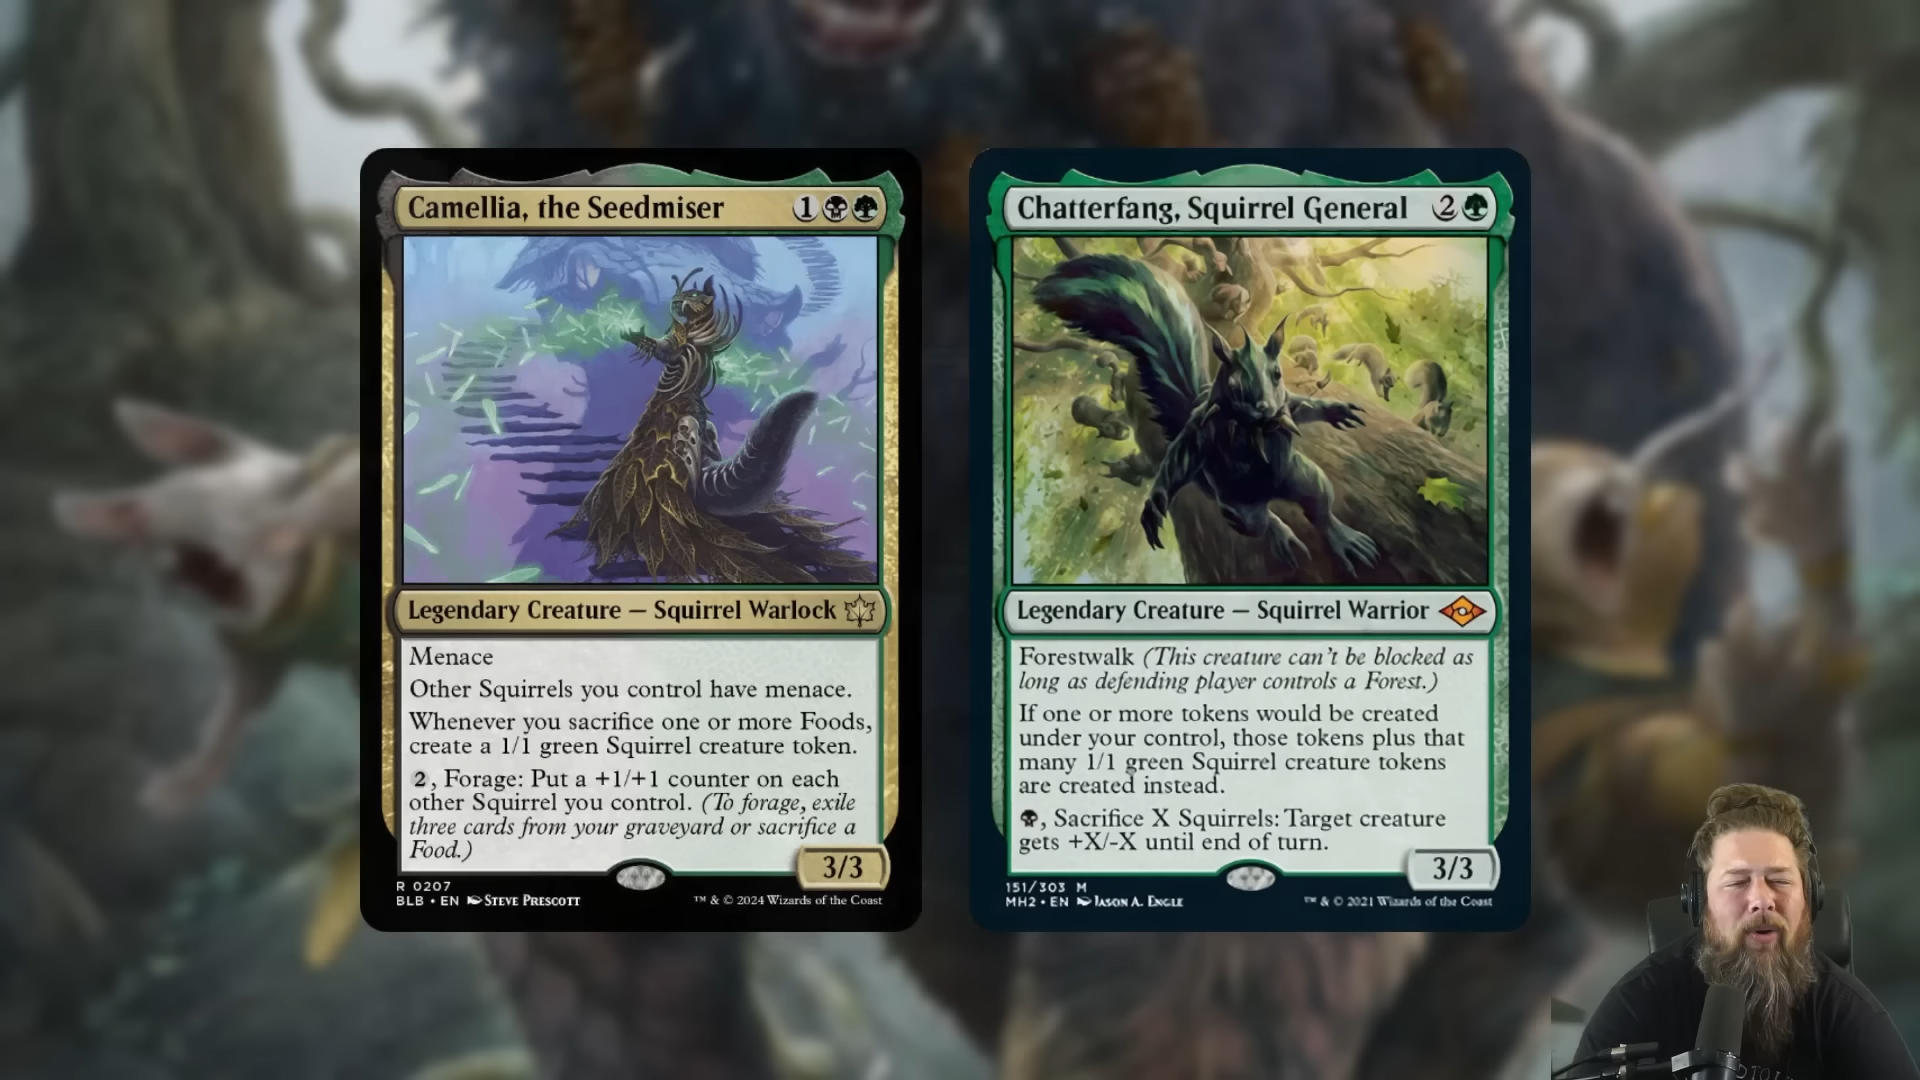 Camellia, the Seedmiser 1
Legendary Creature — Squirrel Warlock
Menace
Other Squirrels you control have menace.
Whenever you sacrifice one or more Foods,
create a 1/1 green Squirrel creature token.
2, Forage: Put a +1/+1 counter on each
other Squirrel you control. (To forage, exile
three cards from your graveyard or sacrifice a
Food.)
3/3
R 0207
BLB • EN STEVE PRESCOTT
™ & © 2024 Wizards of the Coast
Chatterfang, Squirrel General 2
Legendary Creature — Squirrel Warrior
Forestwalk (This creature can't be blocked as
long as defending player controls a Forest.)
If one or more tokens would be created
under your control, those tokens plus that
many 1/1 green Squirrel creature tokens
are created instead.
, Sacrifice X Squirrels: Target creature
gets +X/-X until end of turn.
3/3
151/303 M
MH2 • EN JASON A. ENGLE
™ & © 2021 Wizards of the Coast